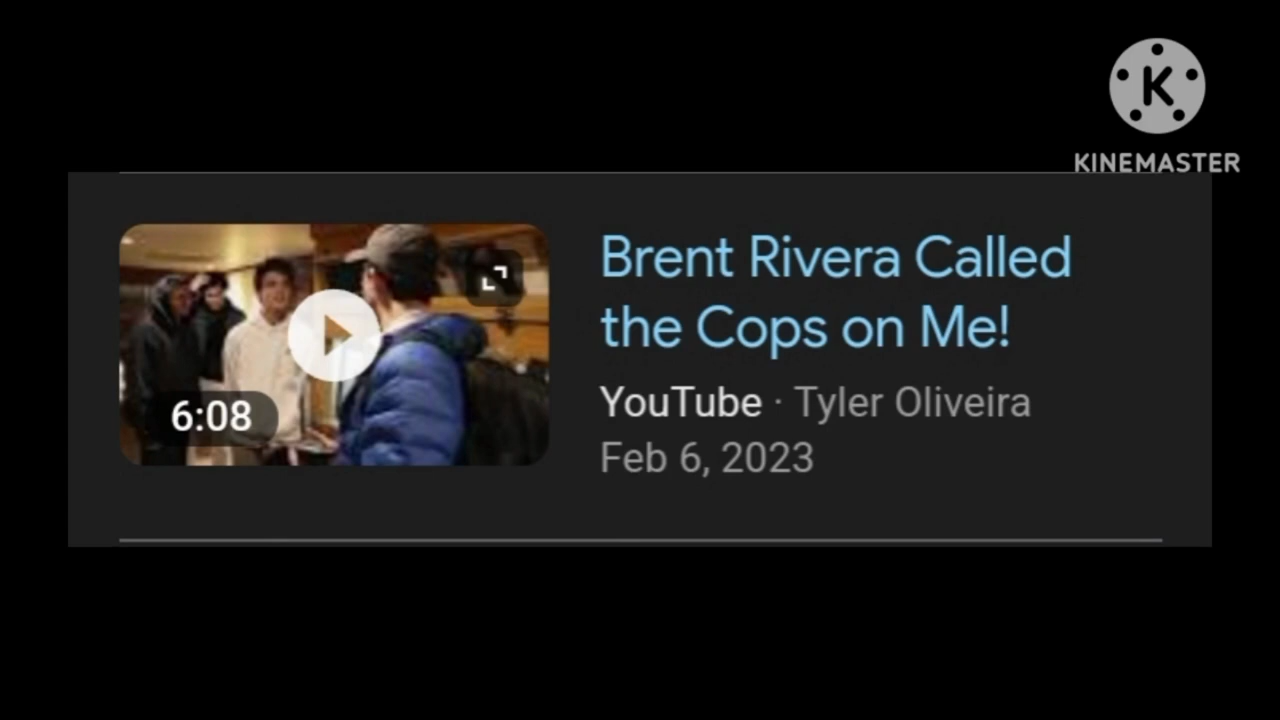 K
KINEMASTER
Brent Rivera Called
the Cops on Me!
YouTube · Tyler Oliveira
Feb 6, 2023
6:08